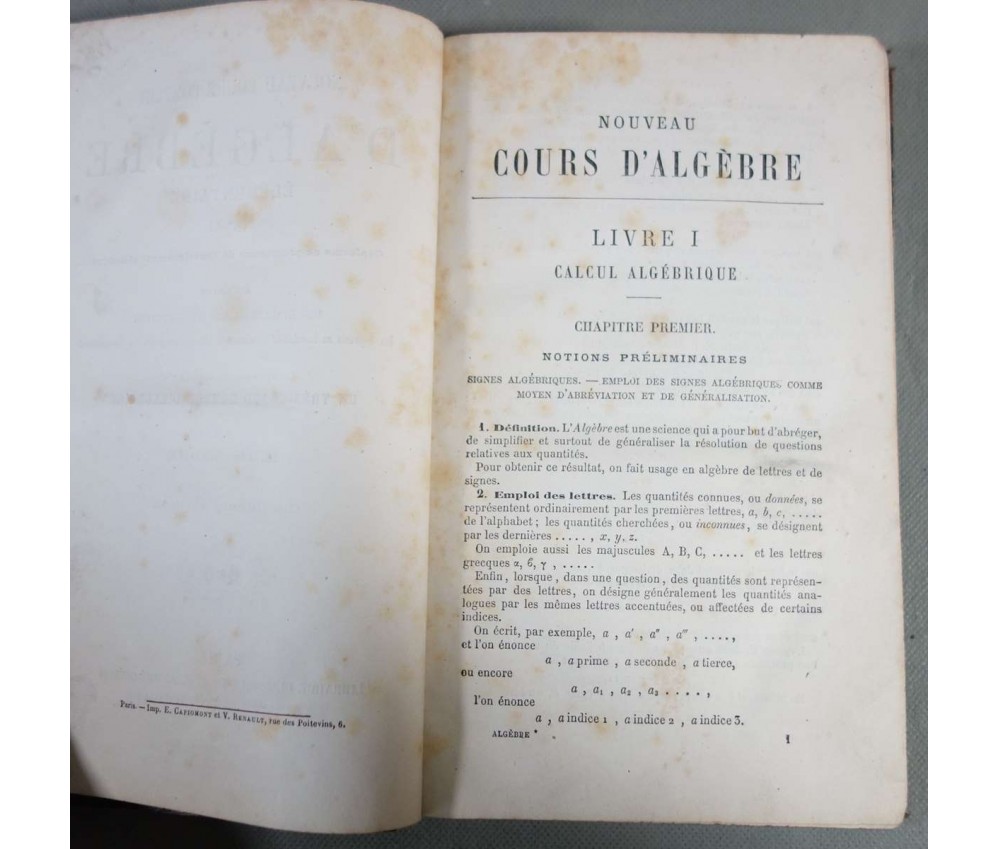 Paris. — Imp. E. CAPIOMONT et V. RENAULT, rue des Poitevins, 6.
NOUVEAU
COURS D'ALGÈBRE
LIVRE I
CALCUL ALGÉBRIQUE
CHAPITRE PREMIER.
NOTIONS PRÉLIMINAIRES
SIGNES ALGÉBRIQUES. — EMPLOI DES SIGNES ALGÉBRIQUES COMME
MOYEN D'ABRÉVIATION ET DE GÉNÉRALISATION.
1. Définition. L'Algèbre est une science qui a pour but d'abréger,
de simplifier et surtout de généraliser la résolution de questions
relatives aux quantités.
Pour obtenir ce résultat, on fait usage en algèbre de lettres et de
signes.
2. Emploi des lettres. Les quantités connues, ou données, se
représentent ordinairement par les premières lettres, a, b, c, .....
de l'alphabet ; les quantités cherchées, ou inconnues, se désignent
par les dernières ....., x, y, z.
On emploie aussi les majuscules A, B, C, ..... et les lettres
grecques α, ϐ, γ, .....
Enfin, lorsque, dans une question, des quantités sont représen-
tées par des lettres, on désigne généralement les quantités ana-
logues par les mêmes lettres accentuées, ou affectées de certains
indices.
On écrit, par exemple, a , a' , a″ , a‴ , ....,
et l'on énonce
a , a prime , a seconde , a tierce,
ou encore
a , a₁ , a₂ , a₃ ....,
l'on énonce
a , a indice 1 , a indice 2 , a indice 3.
ALGÈBRE * 1